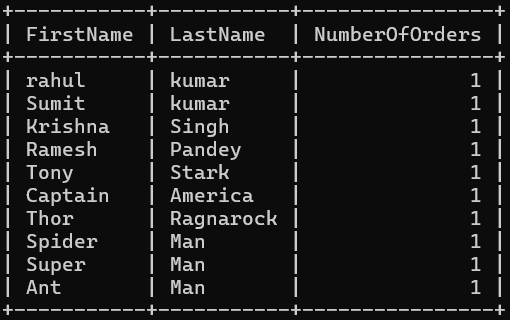 +-----------+-----------+----------------+
| FirstName | LastName  | NumberOfOrders |
+-----------+-----------+----------------+
| rahul     | kumar     |              1 |
| Sumit     | kumar     |              1 |
| Krishna   | Singh     |              1 |
| Ramesh    | Pandey    |              1 |
| Tony      | Stark     |              1 |
| Captain   | America   |              1 |
| Thor      | Ragnarock |              1 |
| Spider    | Man       |              1 |
| Super     | Man       |              1 |
| Ant       | Man       |              1 |
+-----------+-----------+----------------+